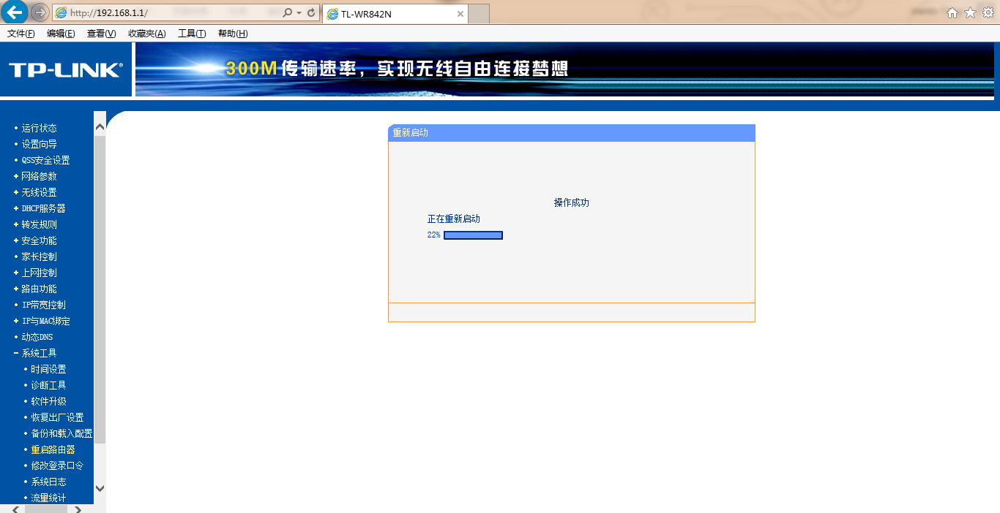 http://192.168.1.1/
TL-WR842N
文件(F) 编辑(E) 查看(V) 收藏夹(A) 工具(T) 帮助(H)
TP-LINK®
300M传输速率，实现无线自由连接梦想
运行状态
设置向导
QSS安全设置
网络参数
无线设置
DHCP服务器
转发规则
安全功能
家长控制
上网控制
路由功能
IP带宽控制
IP与MAC绑定
动态DNS
系统工具
时间设置
诊断工具
软件升级
恢复出厂设置
备份和载入配置
重启路由器
修改登录口令
系统日志
流量统计
重新启动
操作成功
正在重新启动
22%